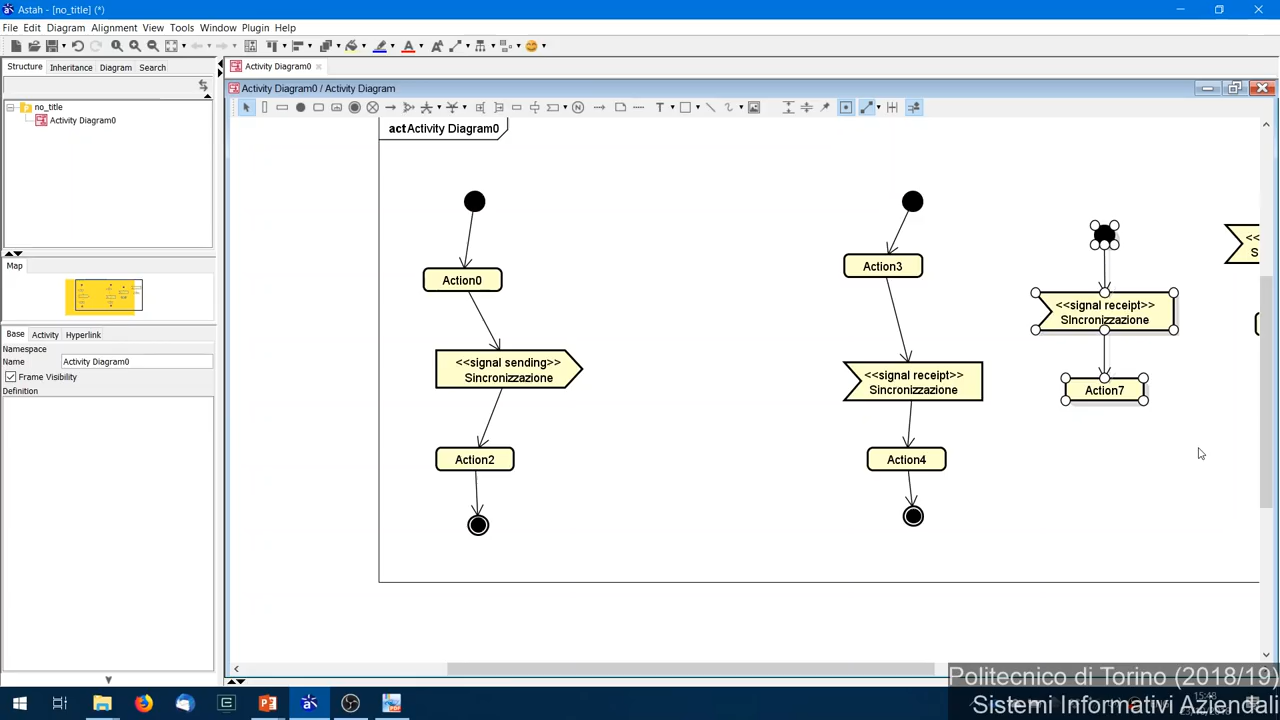 Astah - [no_title] (*)
File Edit Diagram Alignment View Tools Window Plugin Help
Structure Inheritance Diagram Search
Activity Diagram0
Activity Diagram0 / Activity Diagram
no_title
Activity Diagram0
Map
Base Activity Hyperlink
Namespace
Name Activity Diagram0
Frame Visibility
Definition
act Activity Diagram0
Action0
<<signal sending>>
Sincronizzazione
Action2
Action3
<<signal receipt>>
Sincronizzazione
Action4
<<signal receipt>>
SIncronizzazione
Action7
Politecnico di Torino (2018/19)
Sistemi Informativi Aziendali